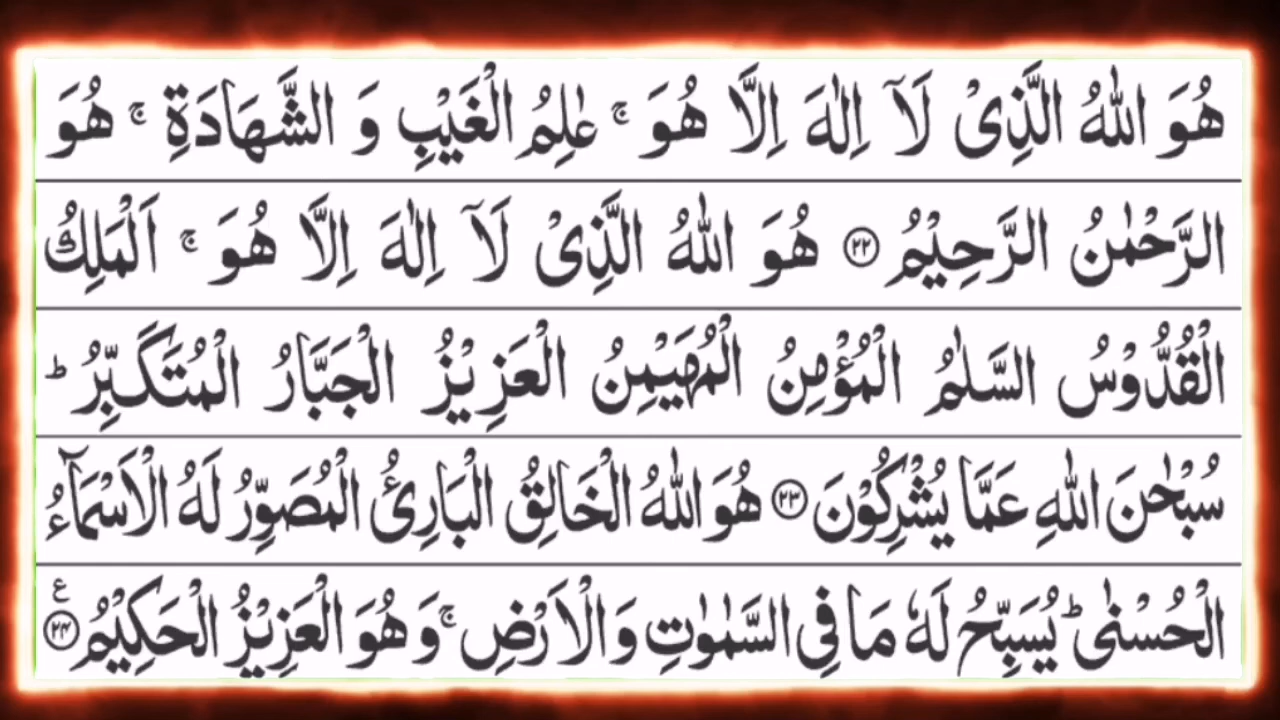 هُوَ اللّٰهُ الَّذِىْ لَآ اِلٰهَ اِلَّا هُوَ ۚ عٰلِمُ الْغَيْبِ وَ الشَّهَادَةِ ۚ هُوَ
الرَّحْمٰنُ الرَّحِيْمُ ﴿۲۲﴾ هُوَ اللّٰهُ الَّذِىْ لَآ اِلٰهَ اِلَّا هُوَ ۚ اَلْمَلِكُ
الْقُدُّوْسُ السَّلٰمُ الْمُؤْمِنُ الْمُهَيْمِنُ الْعَزِيْزُ الْجَبَّارُ الْمُتَكَبِّرُ ؕ
سُبْحٰنَ اللّٰهِ عَمَّا يُشْرِكُوْنَ ﴿۲۳﴾ هُوَ اللّٰهُ الْخَالِقُ الْبَارِئُ الْمُصَوِّرُ لَهُ الْاَسْمَآءُ
الْحُسْنٰى ؕ يُسَبِّحُ لَهٗ مَا فِى السَّمٰوٰتِ وَالْاَرْضِ ۚ وَهُوَ الْعَزِيْزُ الْحَكِيْمُ ﴿۲۴﴾ ع